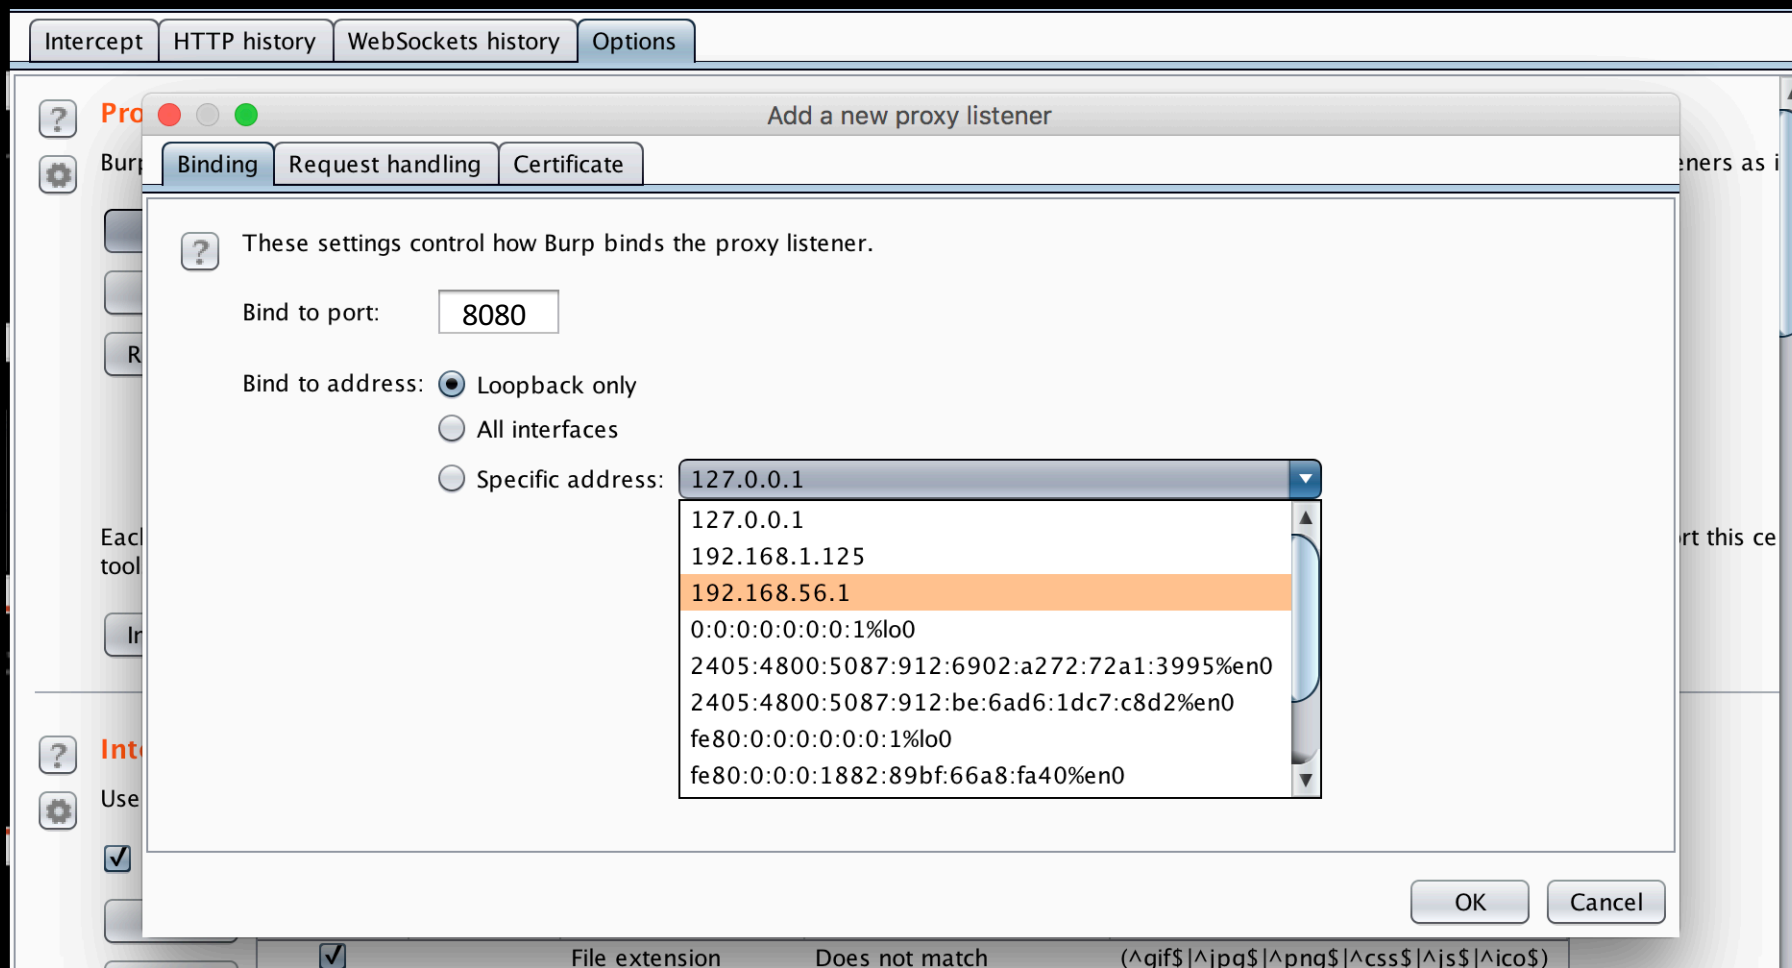 Intercept HTTP history WebSockets history Options
Add a new proxy listener
Binding Request handling Certificate
eners as i
These settings control how Burp binds the proxy listener.
Bind to port: 8080
Bind to address: Loopback only
All interfaces
Specific address: 127.0.0.1
127.0.0.1
192.168.1.125
192.168.56.1
0:0:0:0:0:0:0:1%lo0
2405:4800:5087:912:6902:a272:72a1:3995%en0
2405:4800:5087:912:be:6ad6:1dc7:c8d2%en0
fe80:0:0:0:0:0:0:1%lo0
fe80:0:0:0:1882:89bf:66a8:fa40%en0
rt this ce
tool
Use
OK Cancel
File extension Does not match (^gif$|^jpg$|^png$|^css$|^js$|^ico$)